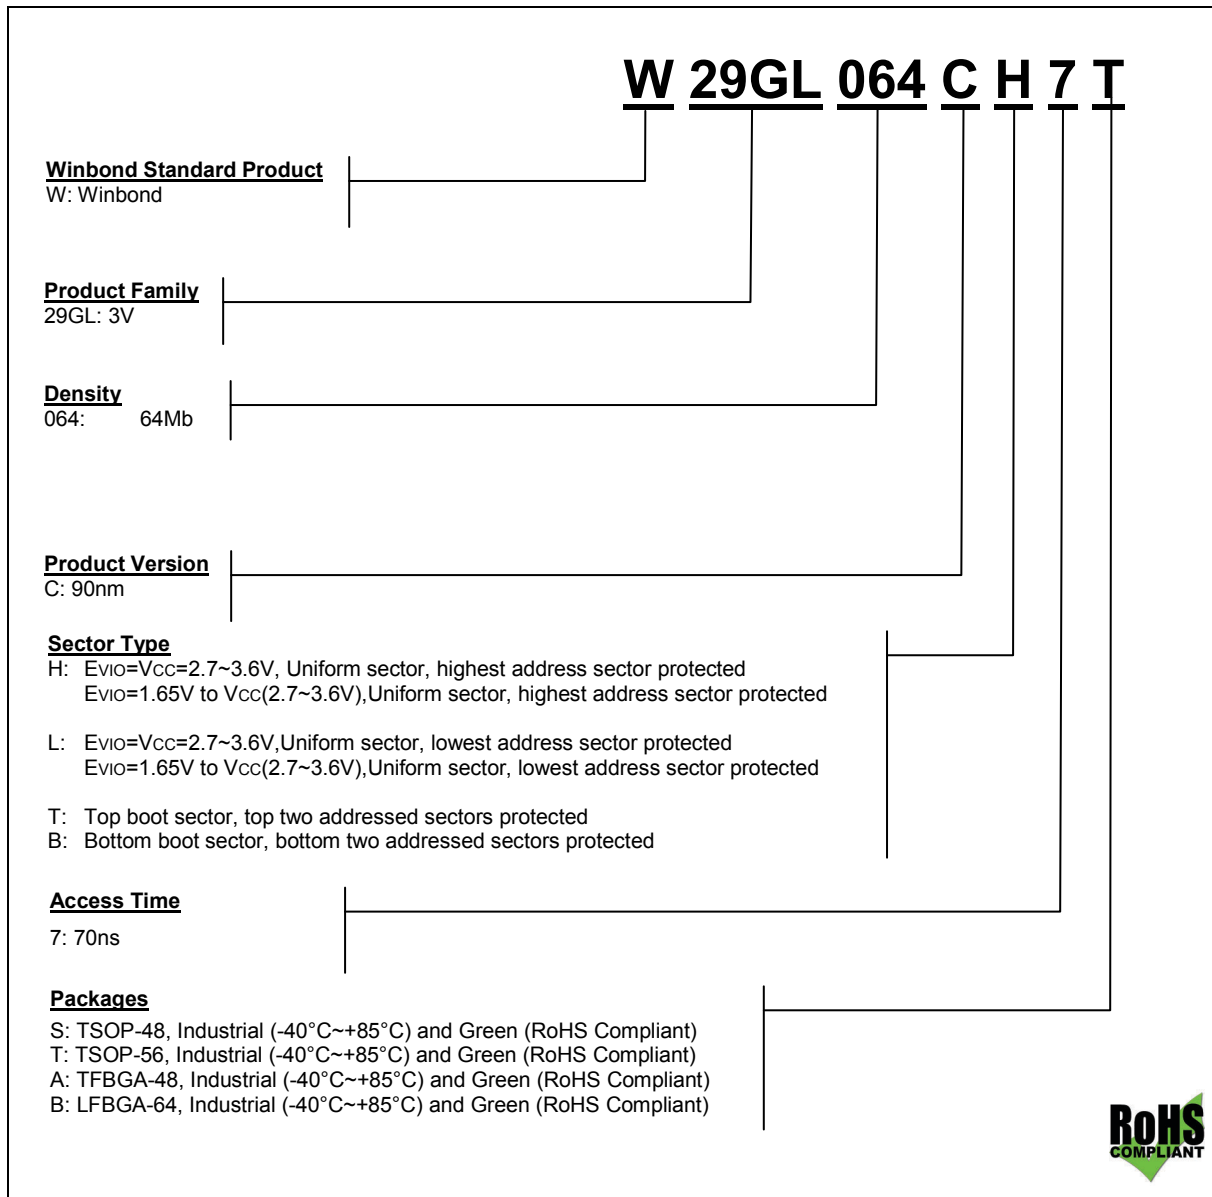 W 29GL 064 C H 7 T
Winbond Standard Product
W: Winbond
Product Family
29GL: 3V
Density
064: 64Mb
Product Version
C: 90nm
Sector Type
H: EVIO=VCC=2.7~3.6V, Uniform sector, highest address sector protected
EVIO=1.65V to VCC(2.7~3.6V),Uniform sector, highest address sector protected
L: EVIO=VCC=2.7~3.6V,Uniform sector, lowest address sector protected
EVIO=1.65V to VCC(2.7~3.6V),Uniform sector, lowest address sector protected
T: Top boot sector, top two addressed sectors protected
B: Bottom boot sector, bottom two addressed sectors protected
Access Time
7: 70ns
Packages
S: TSOP-48, Industrial (-40°C~+85°C) and Green (RoHS Compliant)
T: TSOP-56, Industrial (-40°C~+85°C) and Green (RoHS Compliant)
A: TFBGA-48, Industrial (-40°C~+85°C) and Green (RoHS Compliant)
B: LFBGA-64, Industrial (-40°C~+85°C) and Green (RoHS Compliant)
RoHS
COMPLIANT